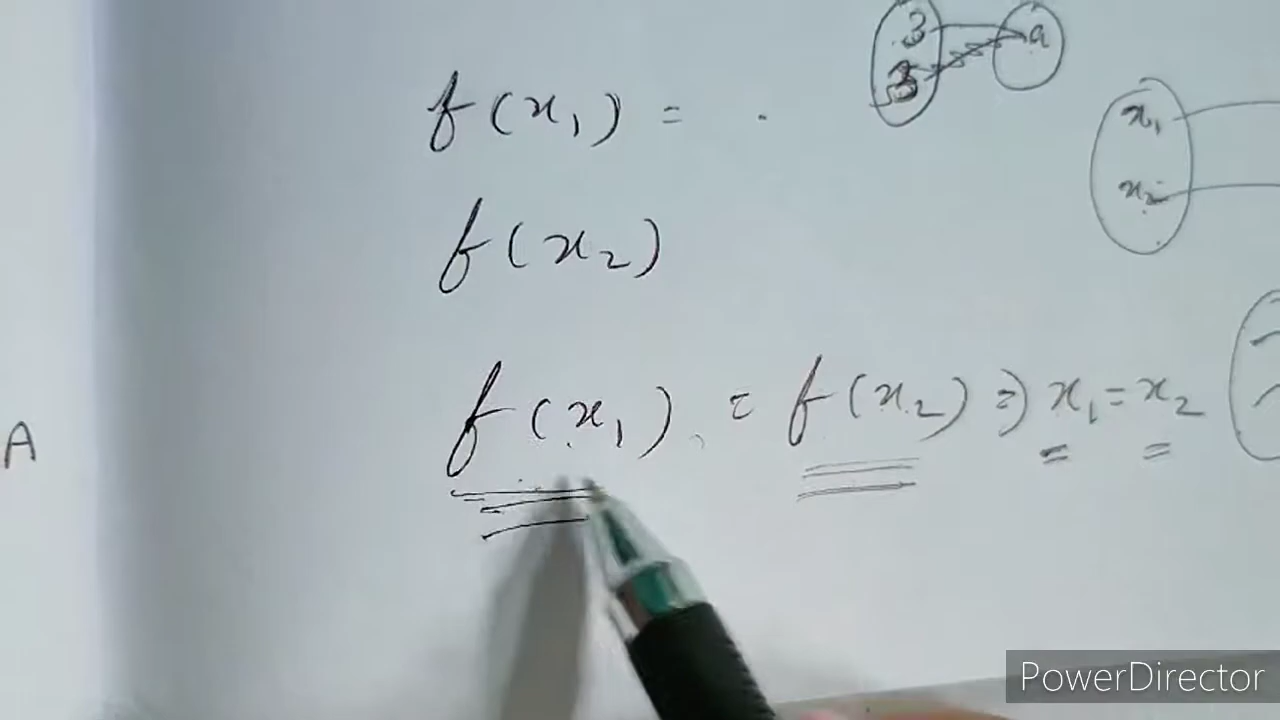 3 a
3
f(x₁) = .
x₁
x₂
f(x₂)
f(x₁) = f(x₂) ⇒ x₁ = x₂
A
PowerDirector